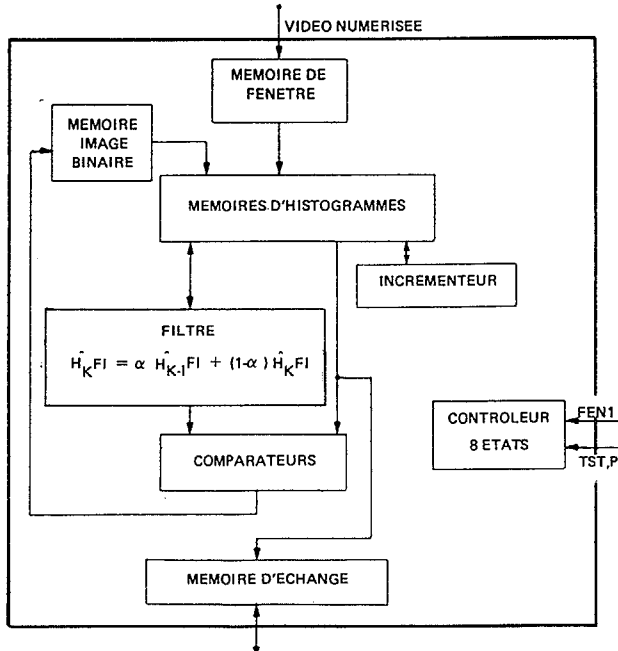 VIDEO NUMERISEE
MEMOIRE DE
FENETRE
MEMOIRE
IMAGE
BINAIRE
MEMOIRES D'HISTOGRAMMES
INCREMENTEUR
FILTRE
Ĥ_K FI = α Ĥ_K-I FI + (1-α) Ĥ_K FI
CONTROLEUR
8 ETATS
FEN1
TST,P
COMPARATEURS
MEMOIRE D'ECHANGE